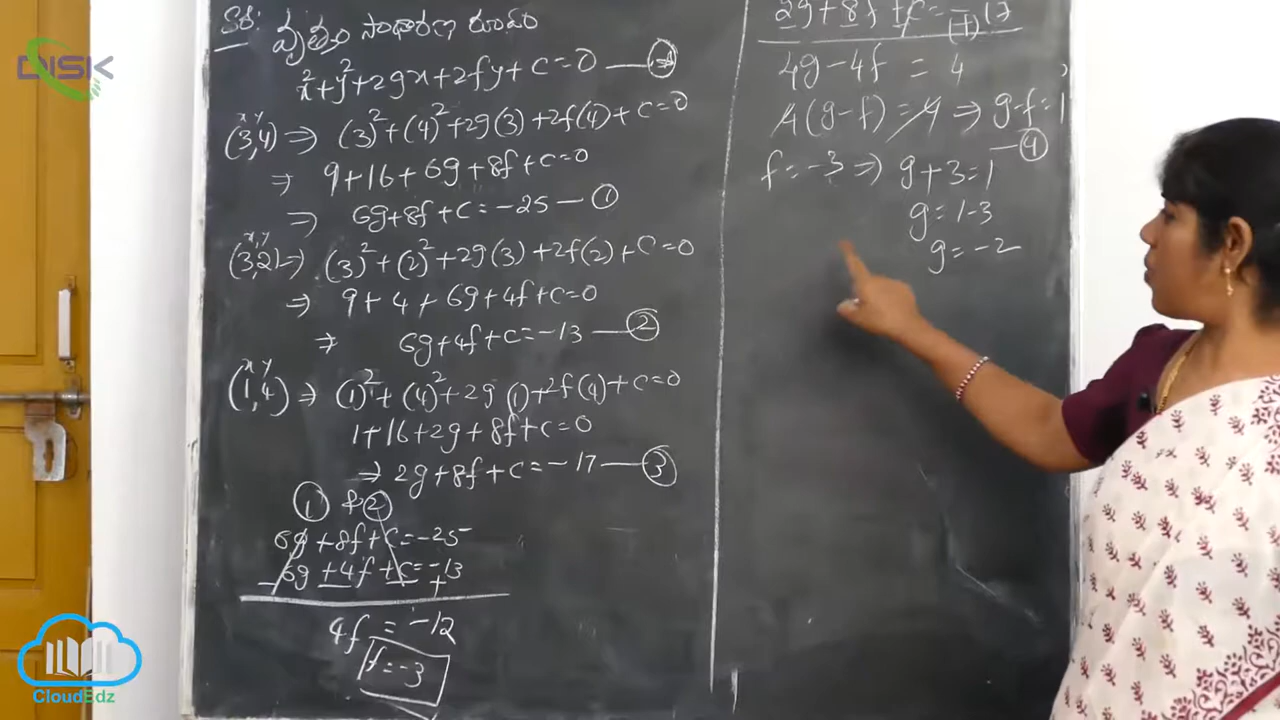 DISK
సాధారణ రూపం
x²+y²+2gx+2fy+c=0 — Ⓐ
x y
(3,4) ⇒ (3)²+(4)²+2g(3)+2f(4)+c=0
⇒ 9+16+6g+8f+c=0
⇒ 6g+8f+c=-25 — ①
x, y
(3,2) ⇒ (3)²+(2)²+2g(3)+2f(2)+c=0
⇒ 9+4+6g+4f+c=0
⇒ 6g+4f+c=-13 — ②
x y
(1,4) ⇒ (1)²+(4)²+2g(1)+2f(4)+c=0
1+16+2g+8f+c=0
⇒ 2g+8f+c=-17 — ③
① & ②
6g+8f+c=-25
6g+4f+c=-13
- - - +
4f = -12
f=-3
2g+8f+c=-17
(+)
4g-4f = 4
4(g-f)=4 ⇒ g-f=1
— ④
f=-3 ⇒ g+3=1
g=1-3
g=-2
CloudEdz